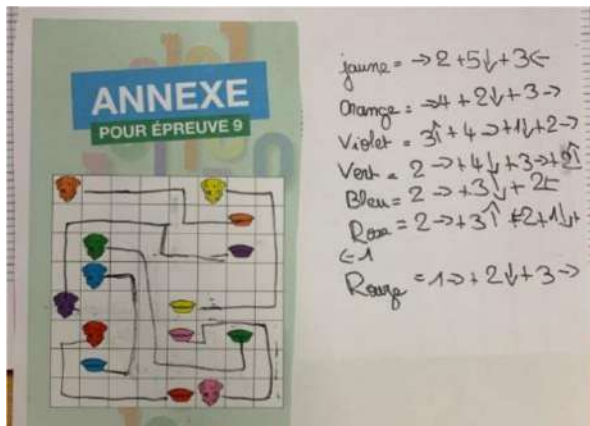 ANNEXE
POUR ÉPREUVE 9
jaune = → 2 + 5↓ + 3 ←
Orange = → 4 + 2↓ + 3 →
Violet = 3↑ + 4 → + 1↓ + 2 →
Vert = 2 → + 4↓ + 3 → + 2↑
Bleu = 2 → + 3↓ + 2 ←
Rose = 2 → + 3↑ ← 2 + 1↓ +
← 1
Rouge = 1 → + 2↓ + 3 →